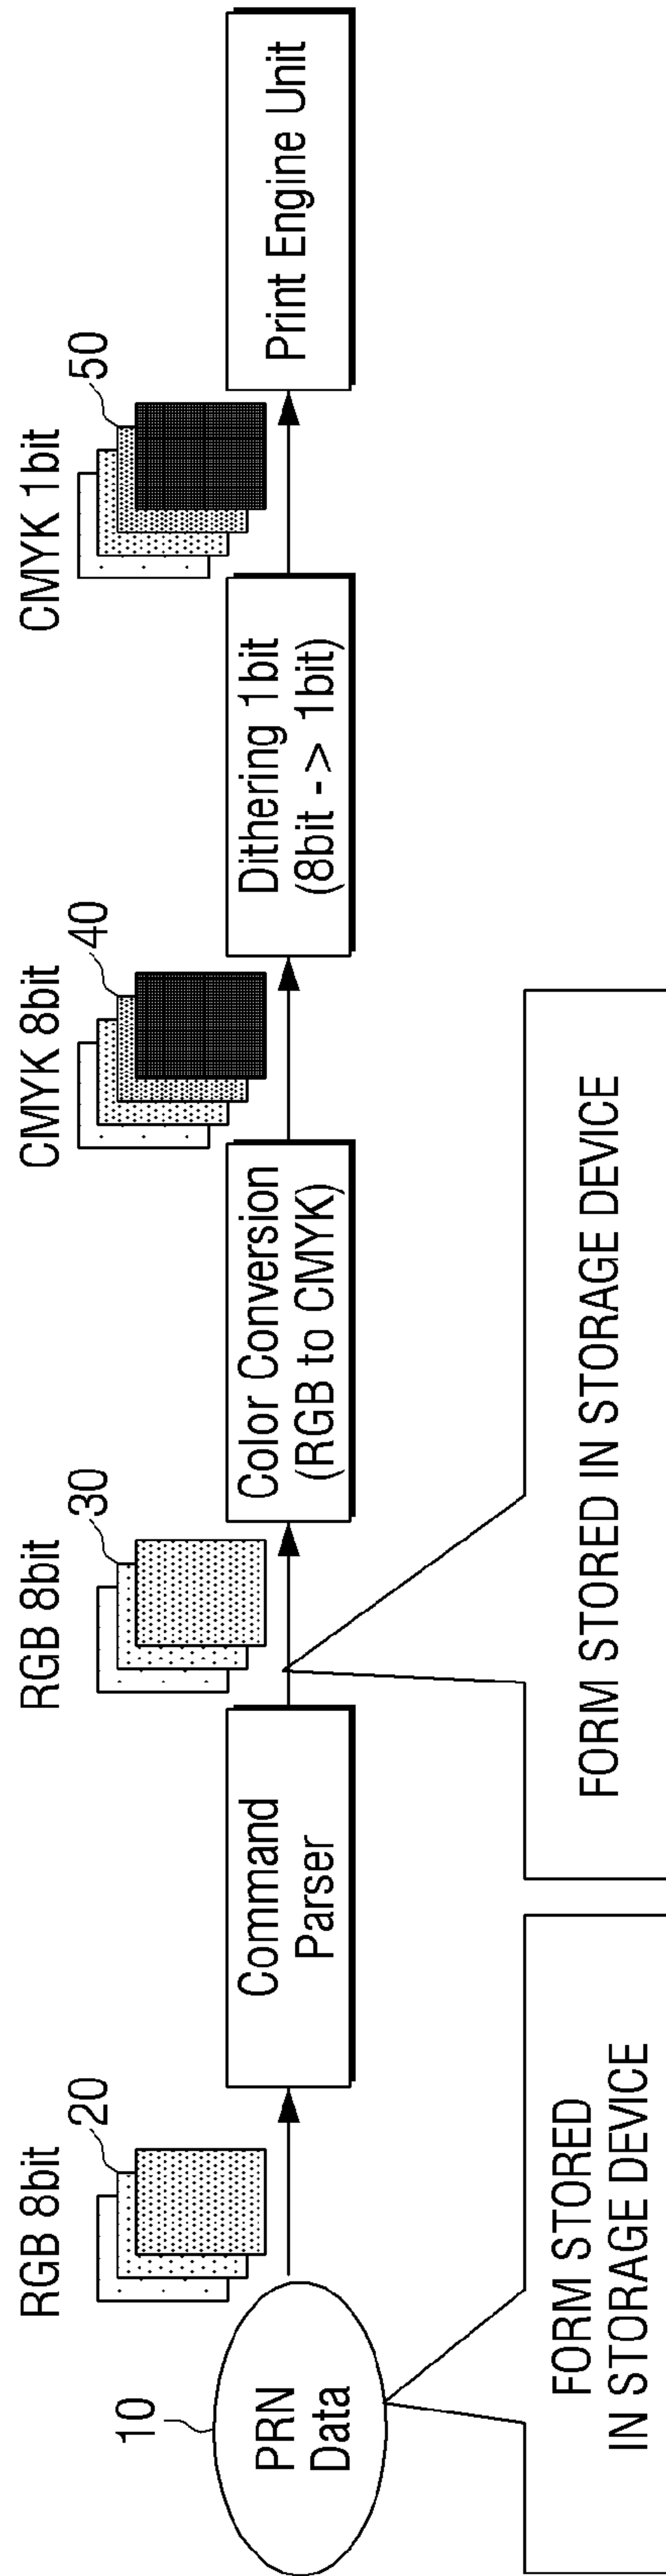 RGB 8bit
20
RGB 8bit
30
CMYK 8bit
40
CMYK 1bit
50
10
PRN
Data
Command
Parser
Color Conversion
(RGB to CMYK)
Dithering 1bit
(8bit - > 1bit)
Print Engine Unit
FORM STORED
IN STORAGE DEVICE
FORM STORED IN STORAGE DEVICE